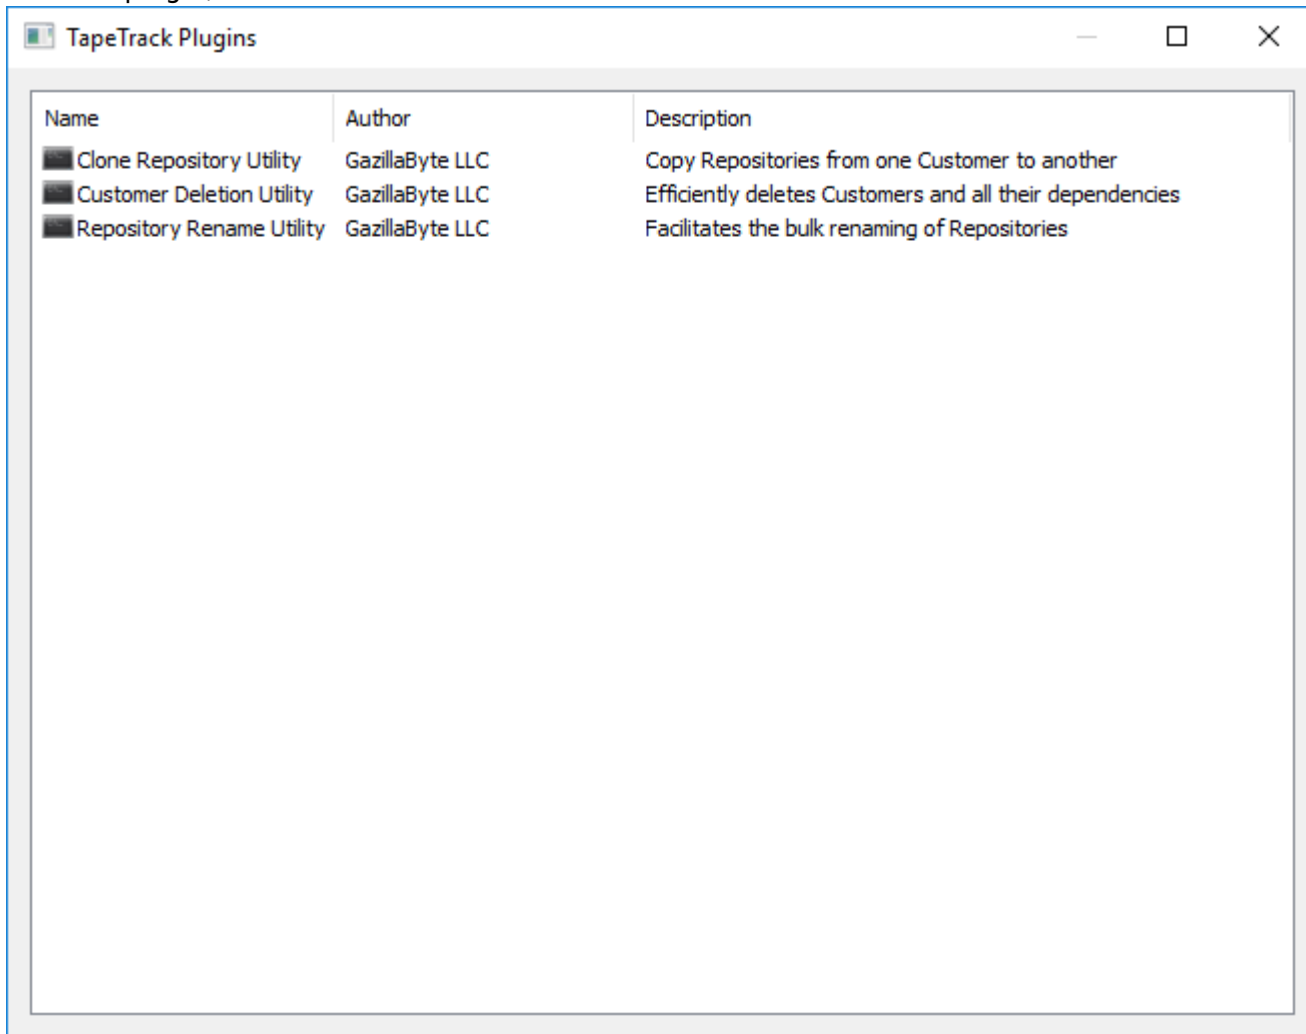 TapeTrack Plugins
Name Author Description
Clone Repository Utility GazillaByte LLC Copy Repositories from one Customer to another
Customer Deletion Utility GazillaByte LLC Efficiently deletes Customers and all their dependencies
Repository Rename Utility GazillaByte LLC Facilitates the bulk renaming of Repositories